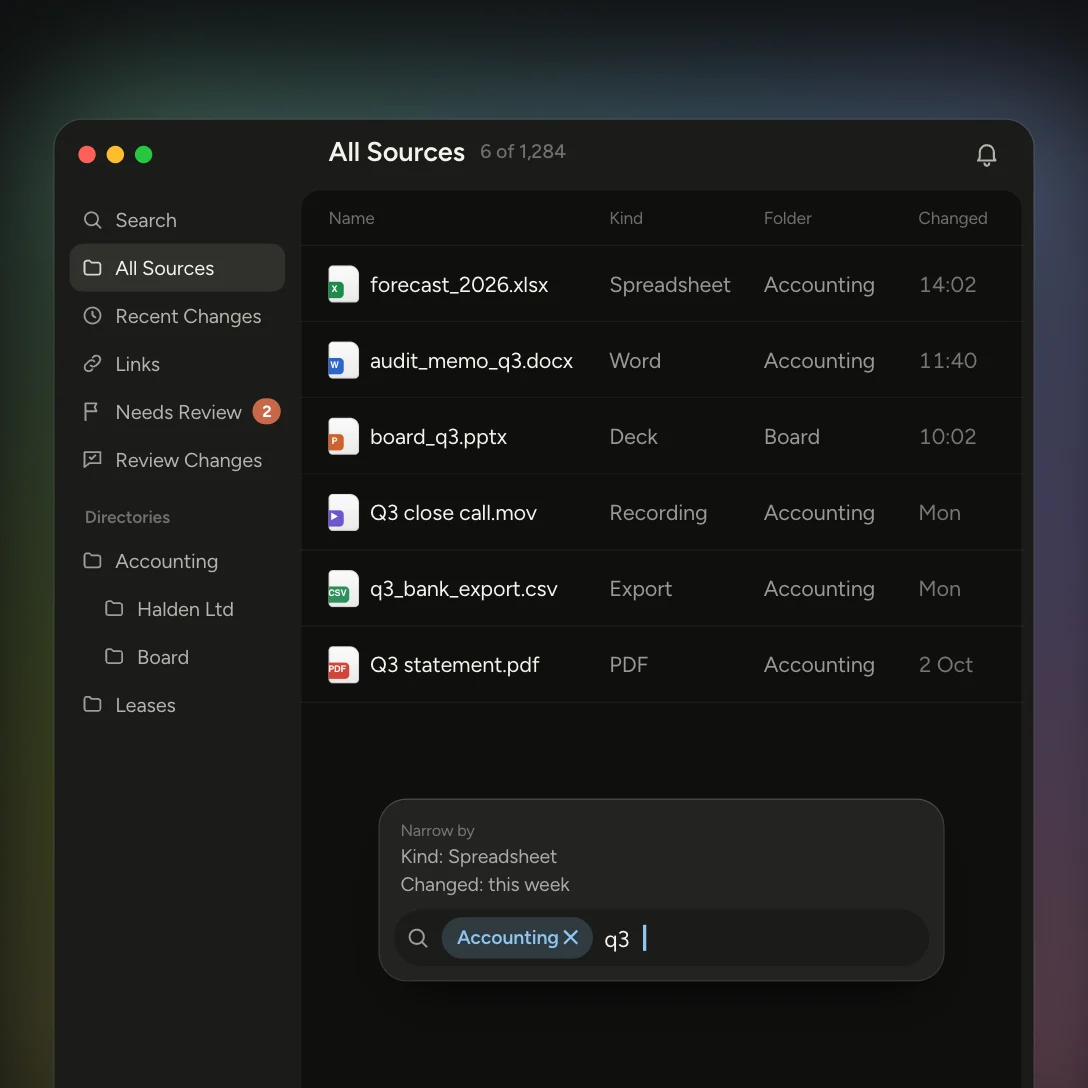 All Sources 6 of 1,284
Search
All Sources
Recent Changes
Links
Needs Review 2
Review Changes
Directories
Accounting
Halden Ltd
Board
Leases
Name Kind Folder Changed
X forecast_2026.xlsx Spreadsheet Accounting 14:02
W audit_memo_q3.docx Word Accounting 11:40
P board_q3.pptx Deck Board 10:02
Q3 close call.mov Recording Accounting Mon
CSV q3_bank_export.csv Export Accounting Mon
PDF Q3 statement.pdf PDF Accounting 2 Oct
Narrow by
Kind: Spreadsheet
Changed: this week
Accounting q3